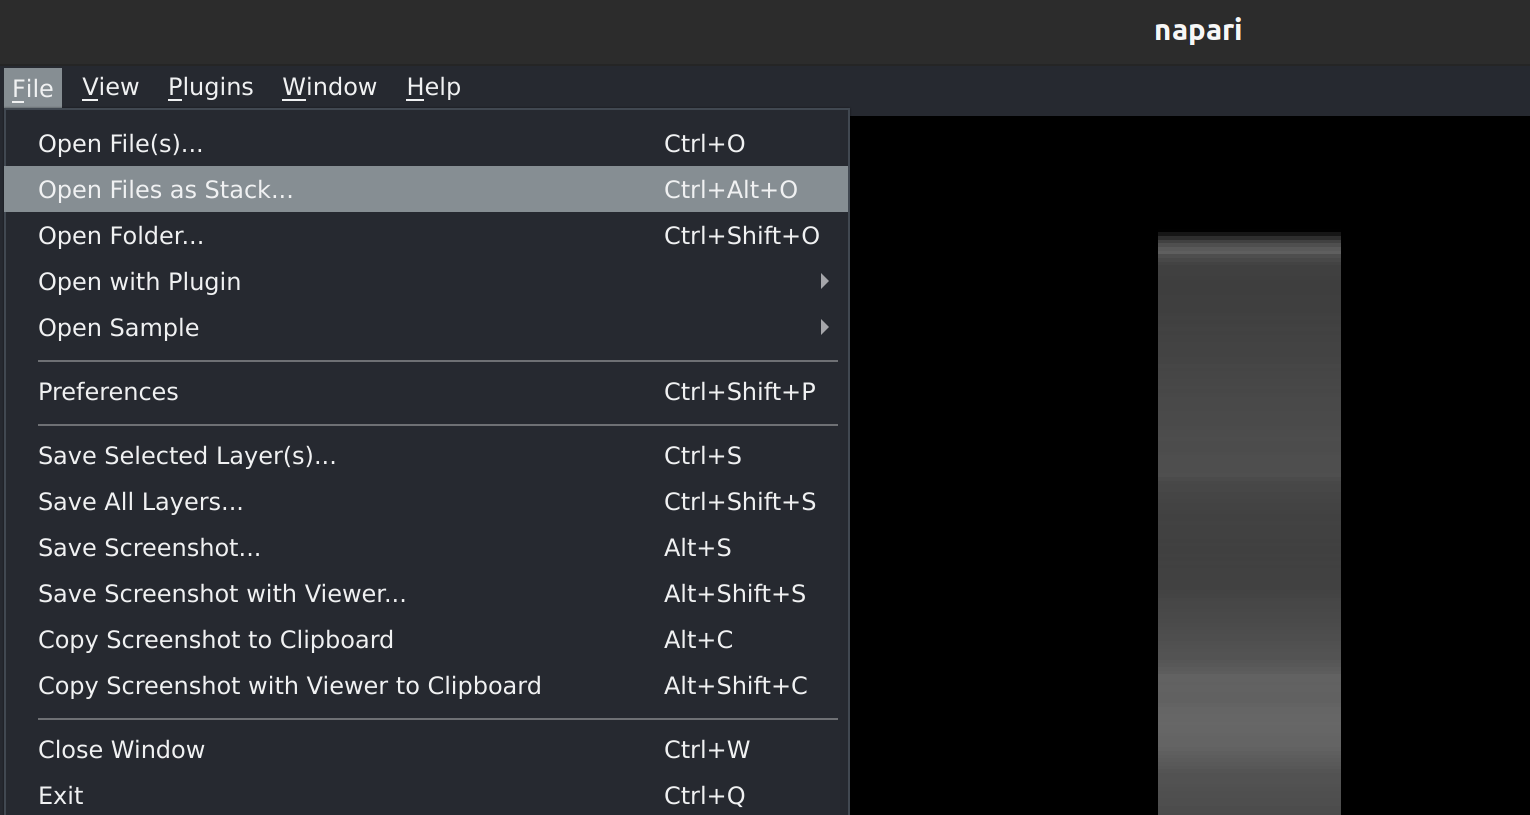 napari
File View Plugins Window Help
Open File(s)... Ctrl+O
Open Files as Stack... Ctrl+Alt+O
Open Folder... Ctrl+Shift+O
Open with Plugin
Open Sample
Preferences Ctrl+Shift+P
Save Selected Layer(s)... Ctrl+S
Save All Layers... Ctrl+Shift+S
Save Screenshot... Alt+S
Save Screenshot with Viewer... Alt+Shift+S
Copy Screenshot to Clipboard Alt+C
Copy Screenshot with Viewer to Clipboard Alt+Shift+C
Close Window Ctrl+W
Exit Ctrl+Q